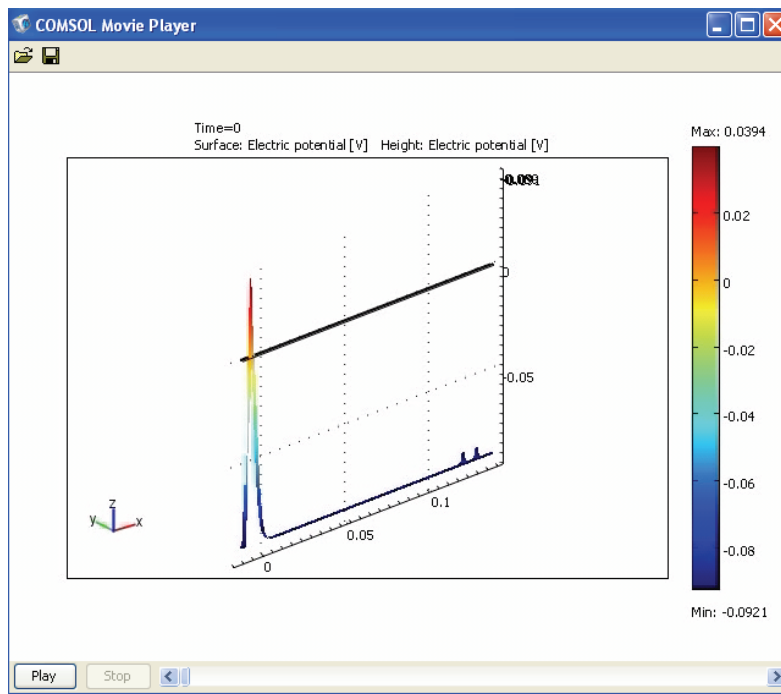 COMSOL Movie Player
Time=0
Surface: Electric potential [V] Height: Electric potential [V]
Max: 0.0394
0.02
0
-0.02
-0.04
-0.06
-0.08
Min: -0.0921
0
-0.05
0.1
0.05
0
z
y
x
Play
Stop